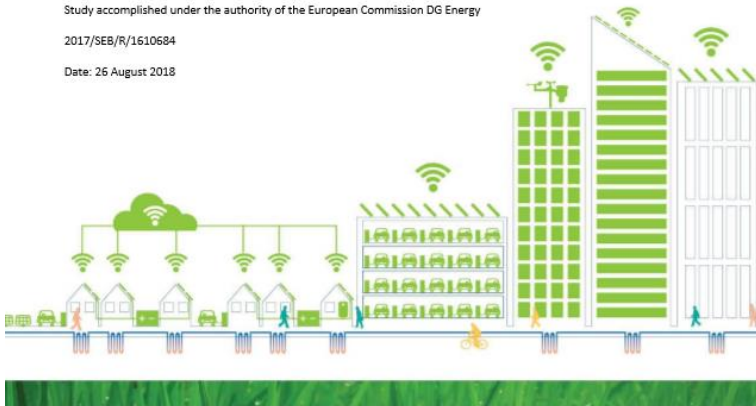 Study accomplished under the authority of the European Commission DG Energy
2017/SEB/R/1610684
Date: 26 August 2018